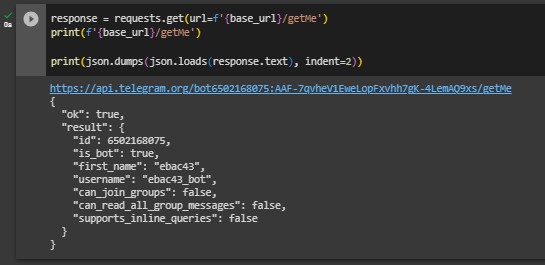 response = requests.get(url=f'{base_url}/getMe')
print(f'{base_url}/getMe')
print(json.dumps(json.loads(response.text), indent=2))
0s
https://api.telegram.org/bot6502168075:AAF-7qvheV1EweLopFxvhh7gK-4LemAQ9xs/getMe
{
  "ok": true,
  "result": {
    "id": 6502168075,
    "is_bot": true,
    "first_name": "ebac43",
    "username": "ebac43_bot",
    "can_join_groups": false,
    "can_read_all_group_messages": false,
    "supports_inline_queries": false
  }
}